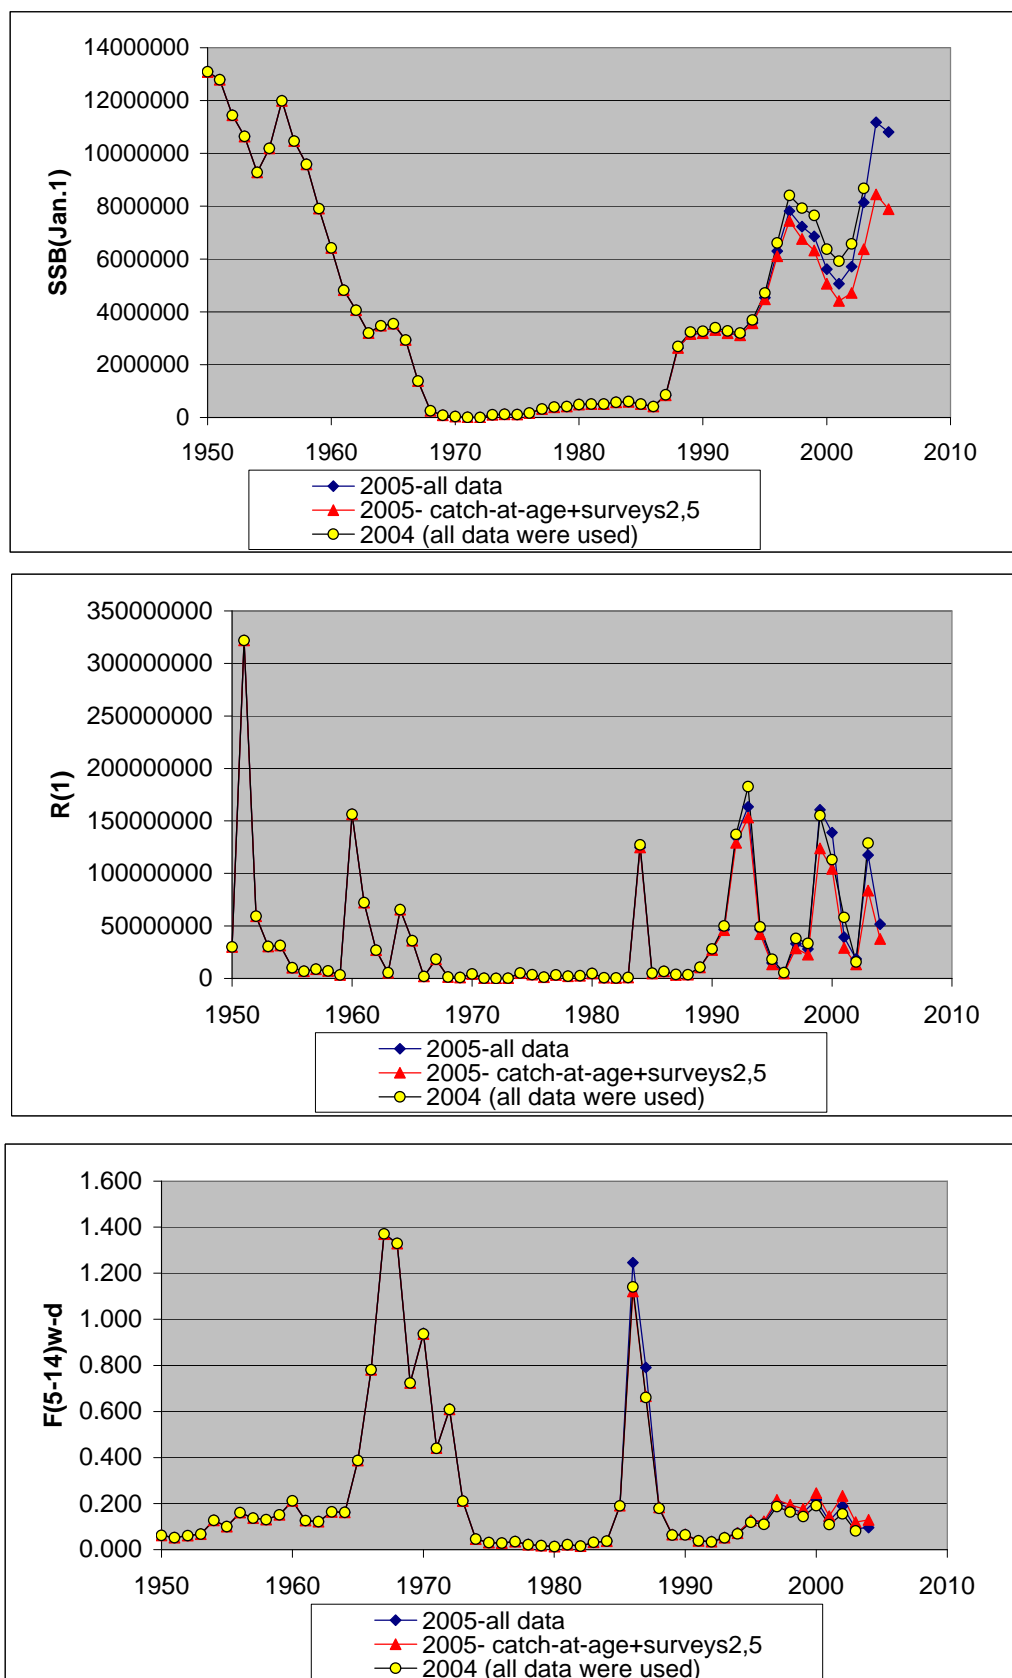 14000000
12000000
10000000
8000000
6000000
4000000
2000000
0
SSB(Jan.1)
1950 1960 1970 1980 1990 2000 2010
2005-all data
2005- catch-at-age+surveys2,5
2004 (all data were used)
350000000
300000000
250000000
200000000
150000000
100000000
50000000
0
R(1)
1950 1960 1970 1980 1990 2000 2010
2005-all data
2005- catch-at-age+surveys2,5
2004 (all data were used)
1.600
1.400
1.200
1.000
0.800
0.600
0.400
0.200
0.000
F(5-14)w-d
1950 1960 1970 1980 1990 2000 2010
2005-all data
2005- catch-at-age+surveys2,5
2004 (all data were used)